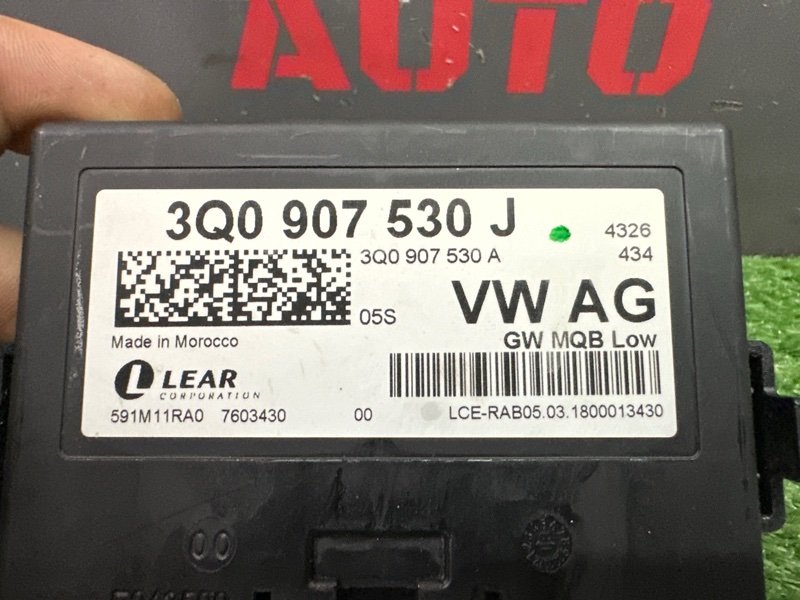 AUTO
3Q0 907 530 J 4326
3Q0 907 530 A 434
05S VW AG
Made in Morocco GW MQB Low
L LEAR
CORPORATION
591M11RA0 7603430 00 LCE-RAB05.03.1800013430
00